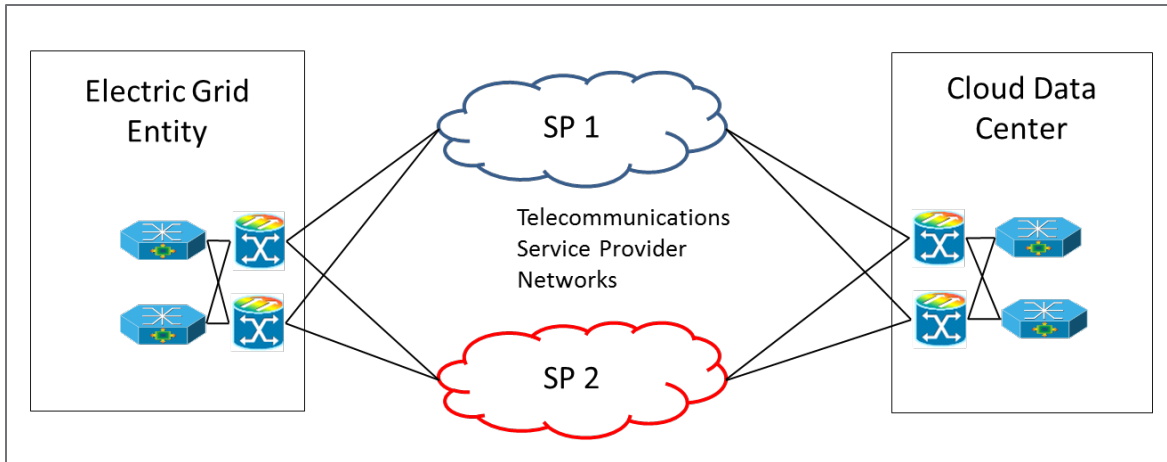 Electric Grid
Entity
SP 1
Cloud Data
Center
Telecommunications
Service Provider
Networks
SP 2